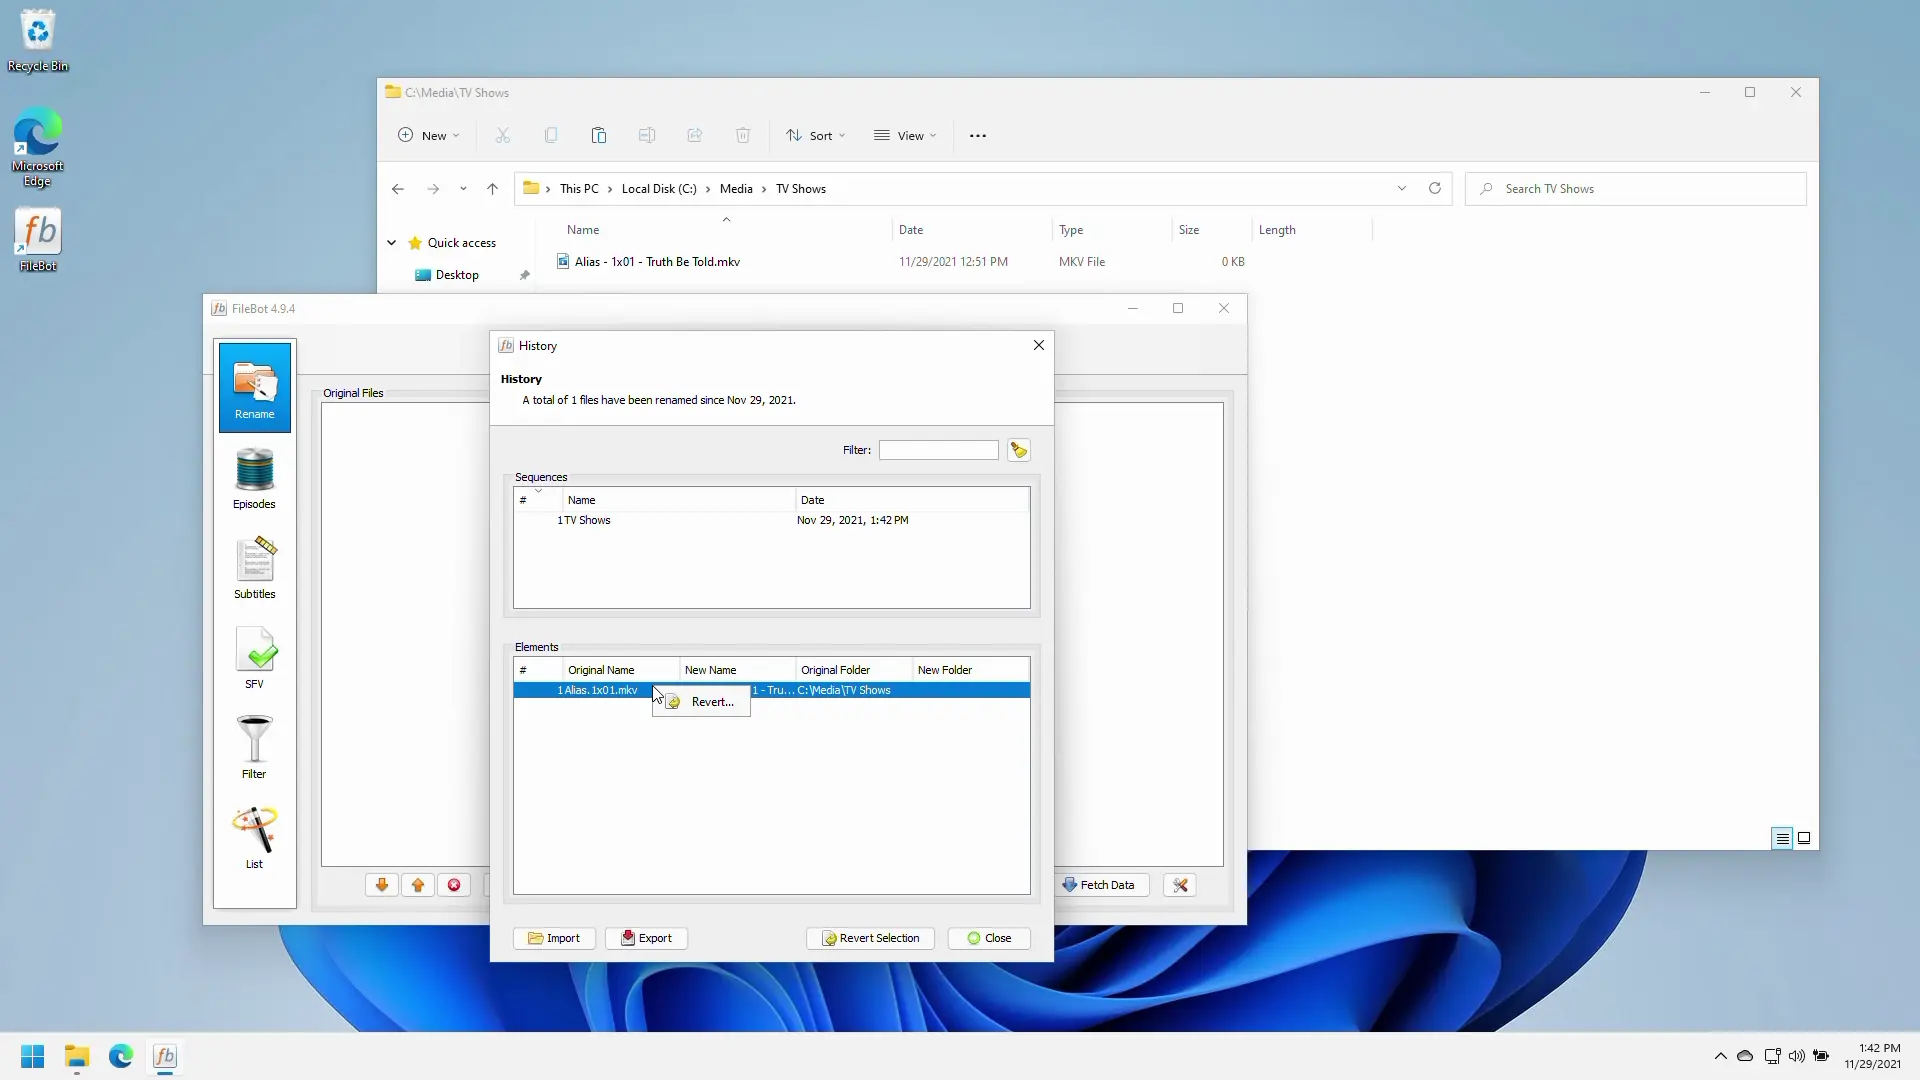 Recycle Bin
Microsoft
Edge
fb
FileBot
C:\Media\TV Shows
New
Sort
View
This PC
Local Disk (C:)
Media
TV Shows
Search TV Shows
Quick access
Desktop
Name
Date
Type
Size
Length
Alias - 1x01 - Truth Be Told.mkv
11/29/2021 12:51 PM
MKV File
0 KB
fb FileBot 4.9.4
Rename
Episodes
Subtitles
SFV
Filter
List
Original Files
Fetch Data
fb History
History
A total of 1 files have been renamed since Nov 29, 2021.
Filter:
Sequences
# Name Date
1 TV Shows Nov 29, 2021, 1:42 PM
Elements
# Original Name New Name Original Folder New Folder
1 Alias.1x01.mkv 1 - Tru... C:\Media\TV Shows
Revert...
Import
Export
Revert Selection
Close
fb
1:42 PM
11/29/2021